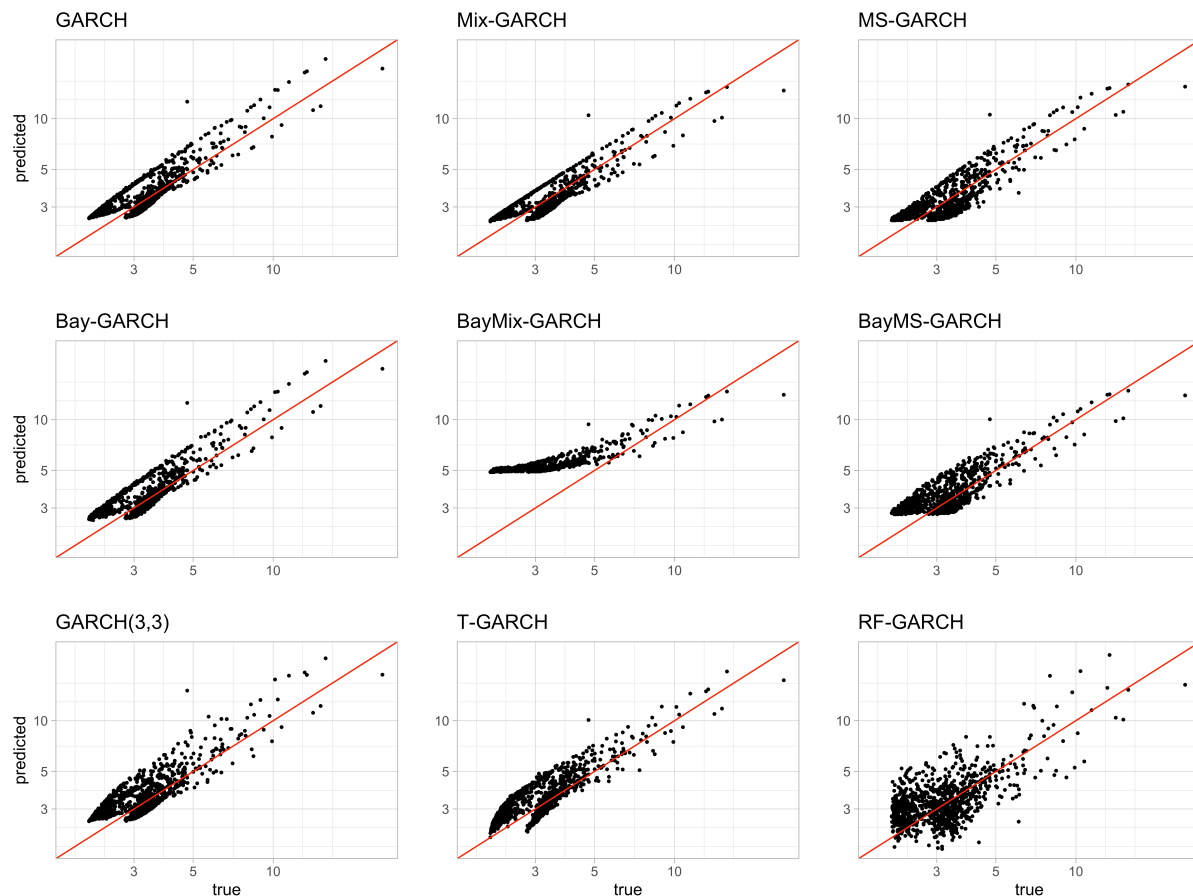 GARCH Mix-GARCH MS-GARCH
predicted
10
5
3
10
5
3
10
5
3
3 5 10 3 5 10 3 5 10
Bay-GARCH BayMix-GARCH BayMS-GARCH
predicted
10
5
3
10
5
3
10
5
3
3 5 10 3 5 10 3 5 10
GARCH(3,3) T-GARCH RF-GARCH
predicted
10
5
3
10
5
3
10
5
3
3 5 10 3 5 10 3 5 10
true true true